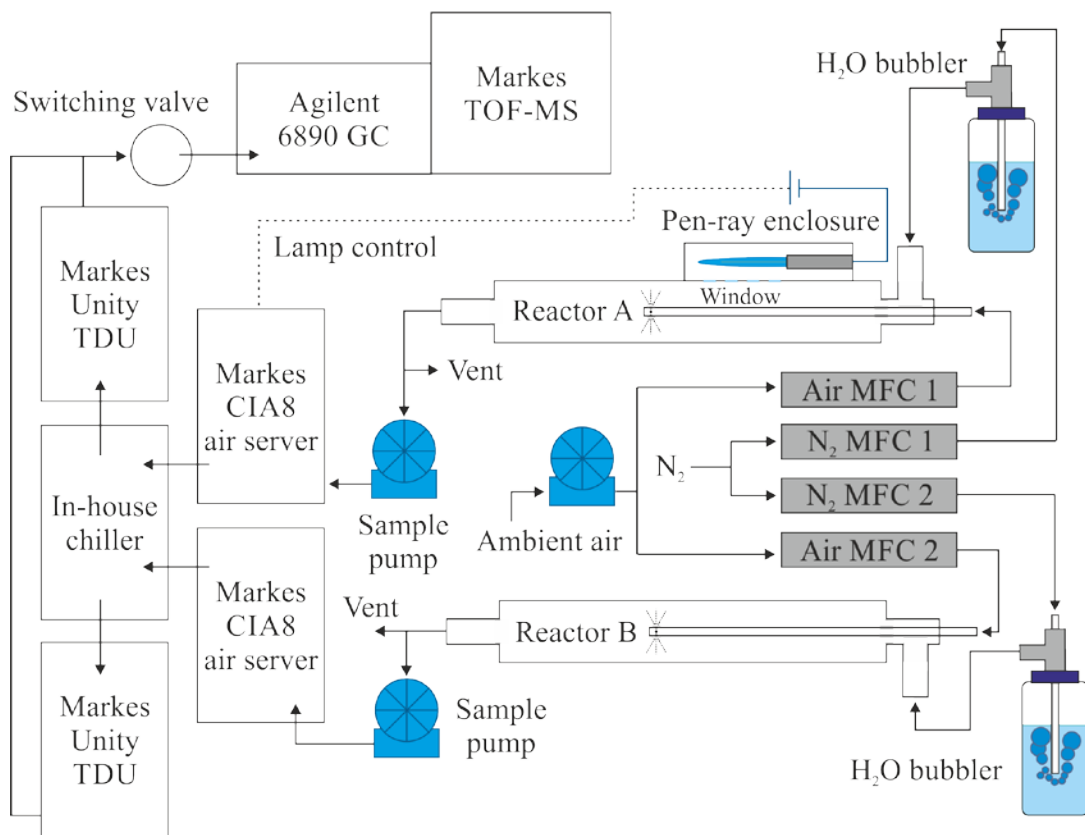 H₂O bubbler
Markes
TOF-MS
Agilent
6890 GC
Switching valve
Pen-ray enclosure
Lamp control
Markes
Unity
TDU
Window
Reactor A
Markes
CIA8
air server
Vent
Air MFC 1
N₂ MFC 1
N₂
N₂ MFC 2
Air MFC 2
In-house
chiller
Sample
pump
Ambient air
Markes
CIA8
air server
Vent
Reactor B
Markes
Unity
TDU
Sample
pump
H₂O bubbler